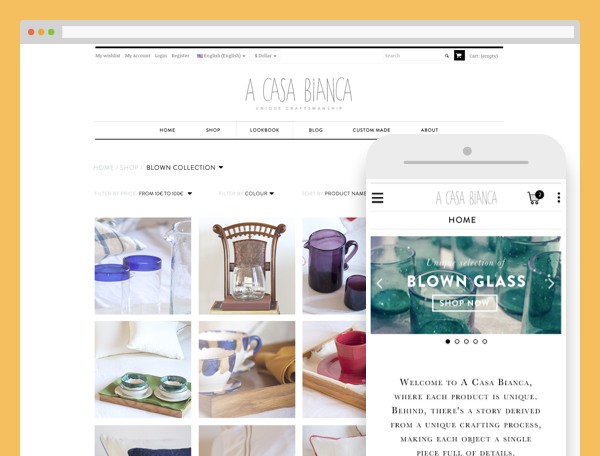 My wishlist My Account Login Register English (English) $ Dollar Search Cart: (empty)
A CASA BIANCA
UNIQUE CRAFTSMANSHIP
HOME SHOP LOOKBOOK BLOG CUSTOM MADE ABOUT
HOME / SHOP / BLOWN COLLECTION
FILTER BY PRICE FROM 10€ TO 100€ FILTER BY COLOUR SORT BY PRODUCT NAME
A CASA BIANCA 2
HOME
Unique selection of
BLOWN GLASS
SHOP NOW
Welcome to A Casa Bianca,
where each product is unique.
Behind, there's a story derived
from a unique crafting process,
making each object a single
piece full of details.